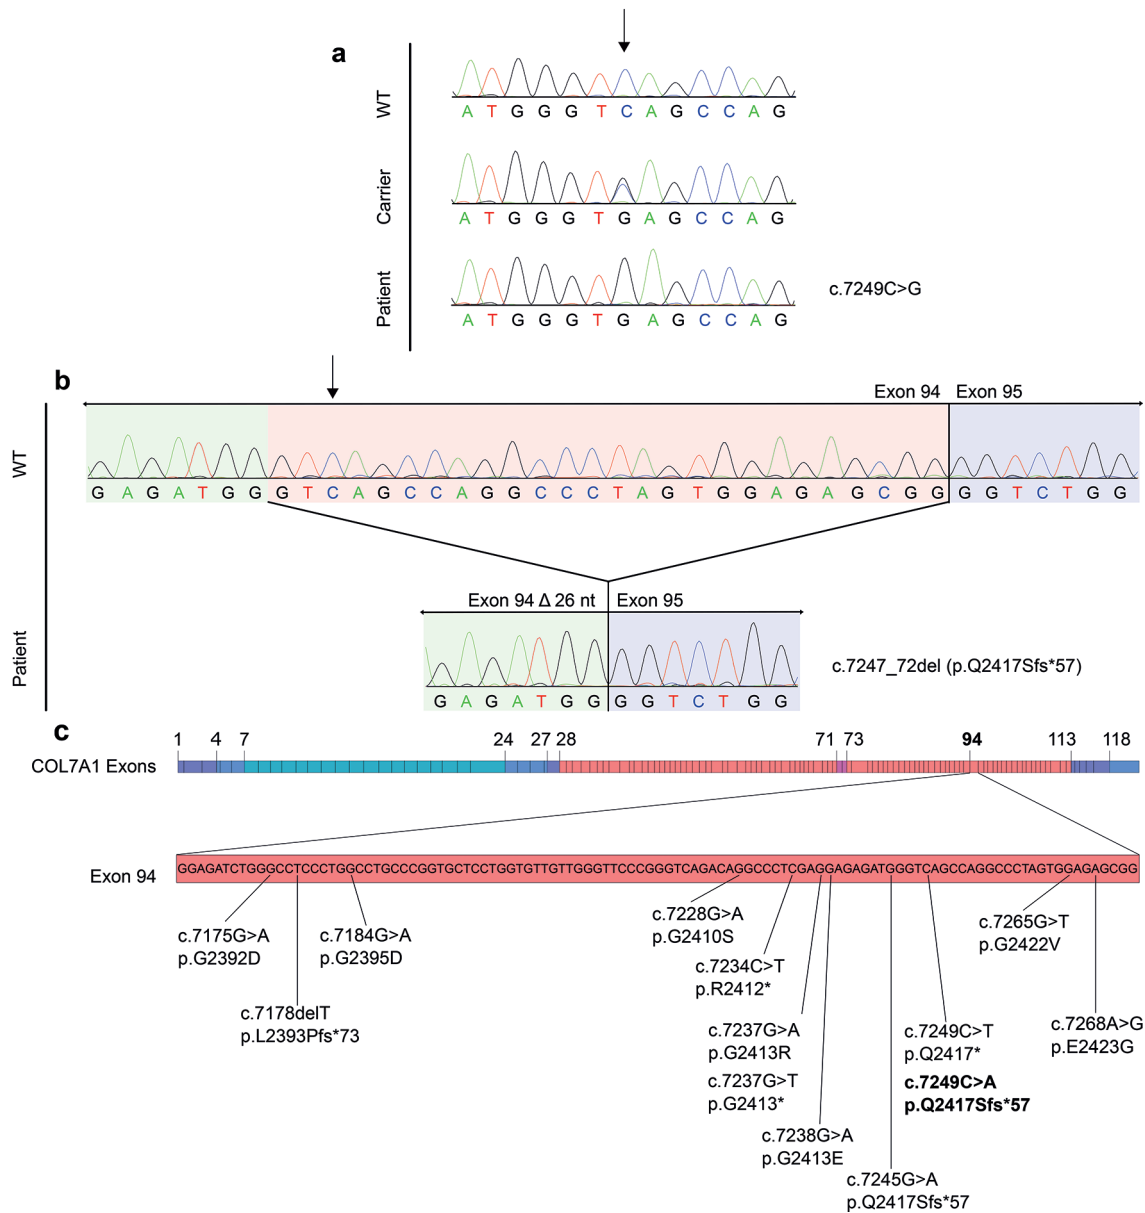 a
WT
A T G G G T C A G C C A G
Carrier
A T G G G T G A G C C A G
Patient
A T G G G T G A G C C A G
c.7249C>G
b
Exon 94
Exon 95
WT
G A G A T G G G T C A G C C A G G C C C T A G T G G A G A G C G G G G T C T G G
Exon 94 Δ 26 nt
Exon 95
Patient
G A G A T G G G G T C T G G
c.7247_72del (p.Q2417Sfs*57)
c
1 4 7 24 27 28 71 73 94 113 118
COL7A1 Exons
Exon 94
GGAGATCTGGGCCTCCCTGGCCTGCCCGGTGCTCCTGGTGTTGTTGGGTTCCCGGGTCAGACAGGCCCTCGAGGAGAGATGGGTCAGCCAGGCCCTAGTGGAGAGCGG
c.7175G>A
p.G2392D
c.7178delT
p.L2393Pfs*73
c.7184G>A
p.G2395D
c.7228G>A
p.G2410S
c.7234C>T
p.R2412*
c.7237G>A
p.G2413R
c.7237G>T
p.G2413*
c.7238G>A
p.G2413E
c.7245G>A
p.Q2417Sfs*57
c.7249C>T
p.Q2417*
c.7249C>A
p.Q2417Sfs*57
c.7265G>T
p.G2422V
c.7268A>G
p.E2423G